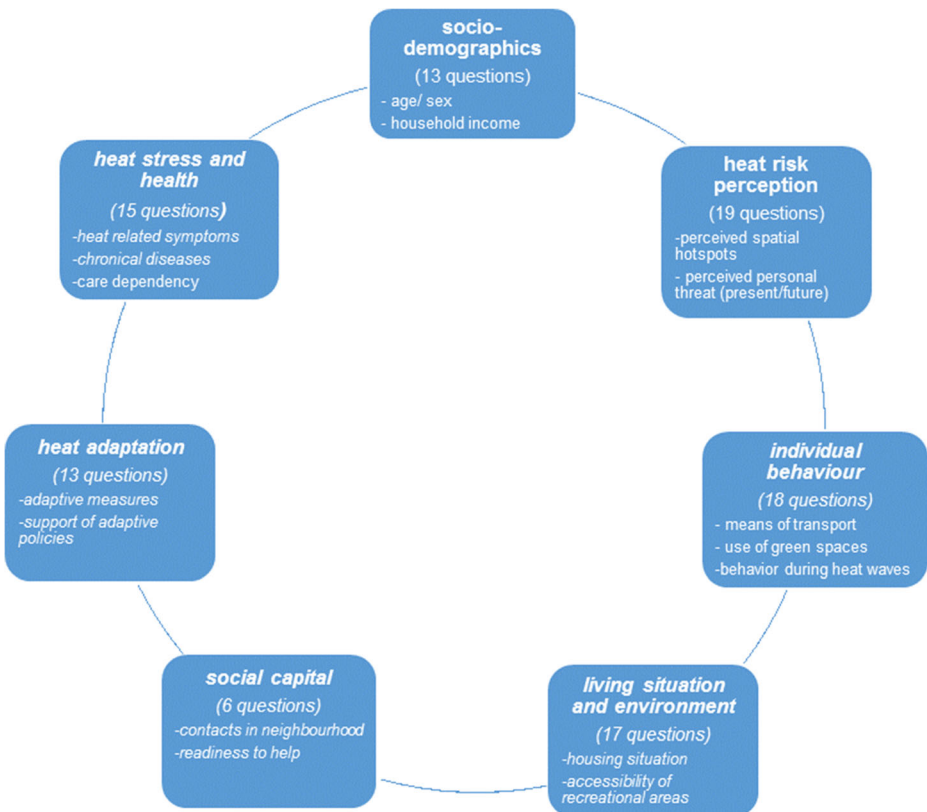 socio-
demographics
(13 questions)
- age/ sex
- household income
heat risk
perception
(19 questions)
-perceived spatial
hotspots
- perceived personal
threat (present/future)
individual
behaviour
(18 questions)
- means of transport
- use of green spaces
-behavior during heat waves
living situation
and environment
(17 questions)
-housing situation
-accessibility of
recreational areas
social capital
(6 questions)
-contacts in neighbourhood
-readiness to help
heat adaptation
(13 questions)
-adaptive measures
-support of adaptive
policies
heat stress and
health
(15 questions)
-heat related symptoms
-chronical diseases
-care dependency